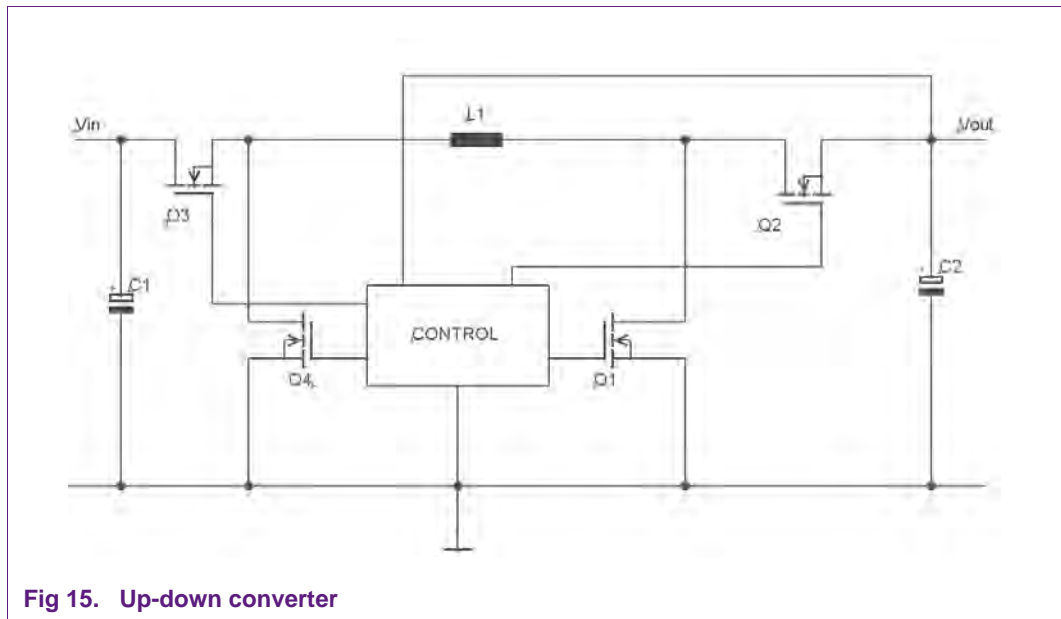 L1
Vin
Vout
Q3
Q2
C1
C2
CONTROL
Q4
Q1
Fig 15. Up-down converter